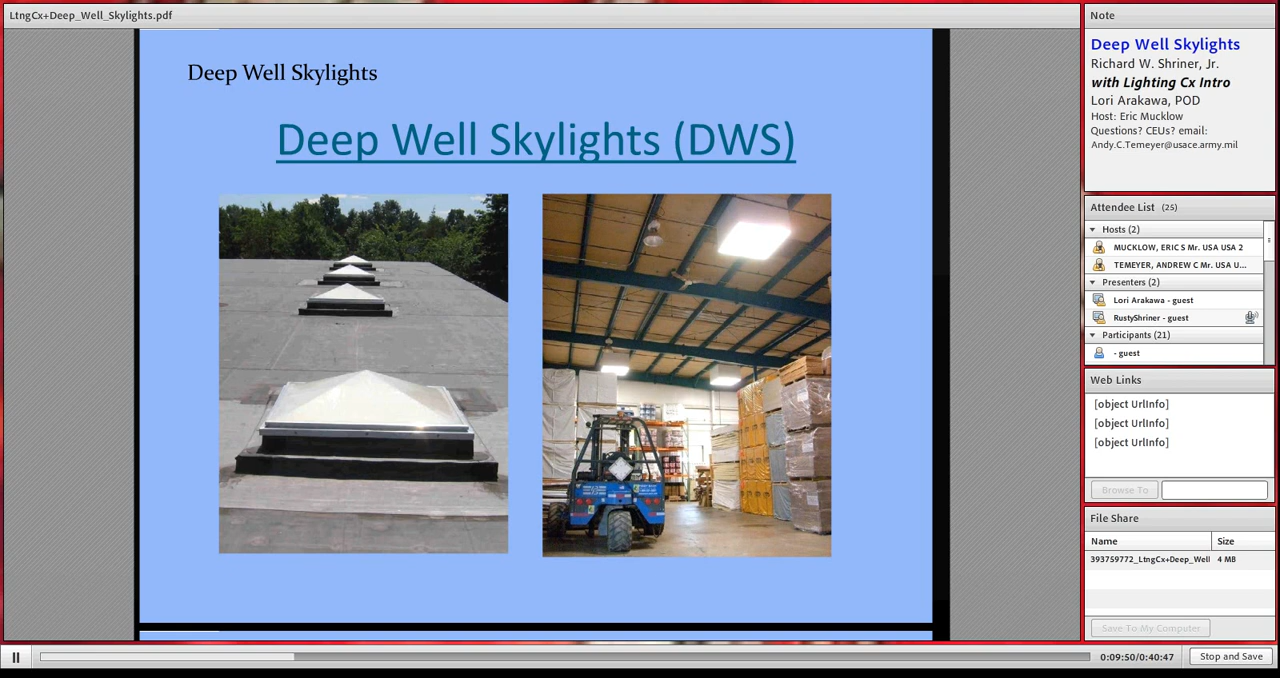 LtngCx+Deep_Well_Skylights.pdf
Deep Well Skylights
Deep Well Skylights (DWS)
Note
Deep Well Skylights
Richard W. Shriner, Jr.
with Lighting Cx Intro
Lori Arakawa, POD
Host: Eric Mucklow
Questions? CEUs? email:
Andy.C.Temeyer@usace.army.mil
Attendee List (25)
Hosts (2)
MUCKLOW, ERIC S Mr. USA USA 2
TEMEYER, ANDREW C Mr. USA U...
Presenters (2)
Lori Arakawa - guest
RustyShriner - guest
Participants (21)
- guest
Web Links
[object UrlInfo]
[object UrlInfo]
[object UrlInfo]
Browse To
File Share
Name Size
393759772_LtngCx+Deep_Well 4 MB
Save To My Computer
0:09:50/0:40:47
Stop and Save